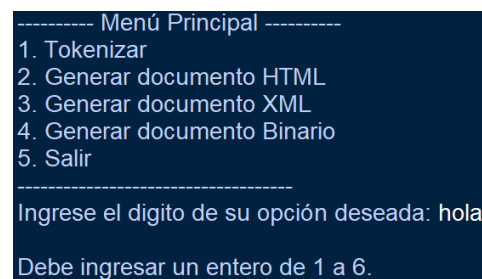 ---------- Menú Principal ----------
1. Tokenizar
2. Generar documento HTML
3. Generar documento XML
4. Generar documento Binario
5. Salir
------------------------------------
Ingrese el digito de su opción deseada: hola
Debe ingresar un entero de 1 a 6.